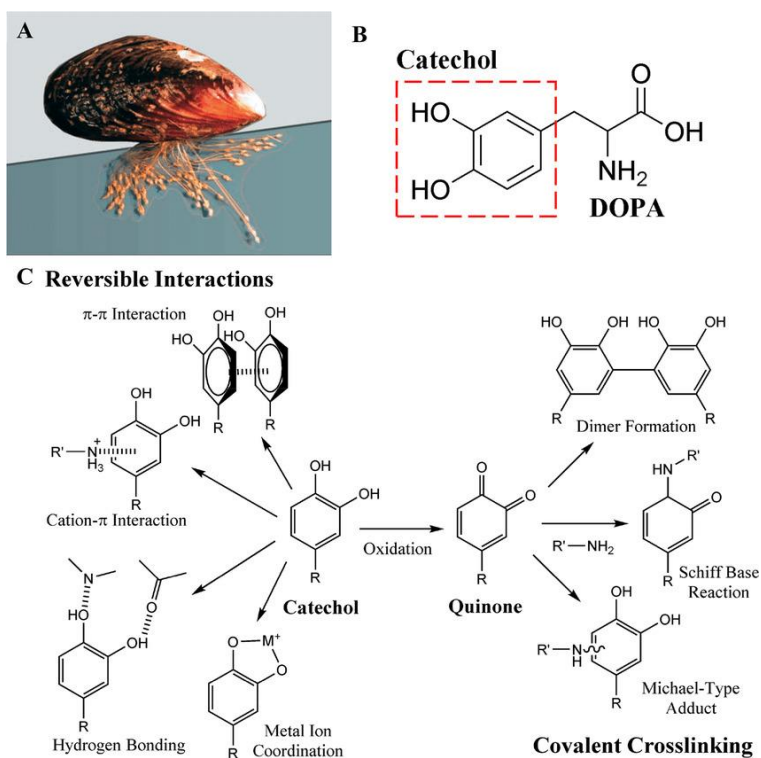 A
B
Catechol
HO
HO
O
OH
NH2
DOPA
C Reversible Interactions
π-π Interaction
OH
HO
OH
HO
R
R
OH
OH
R'
+
N
H3
R
Cation-π Interaction
N
O
HO
OH
R
Hydrogen Bonding
O
M+
O
R
Metal Ion
Coordination
OH
OH
R
Catechol
Oxidation
O
O
R
Quinone
R'—NH2
HO
OH
HO
OH
R
R
Dimer Formation
R'
HN
O
R
Schiff Base
Reaction
OH
OH
R'—N
H
R
Michael-Type
Adduct
Covalent Crosslinking